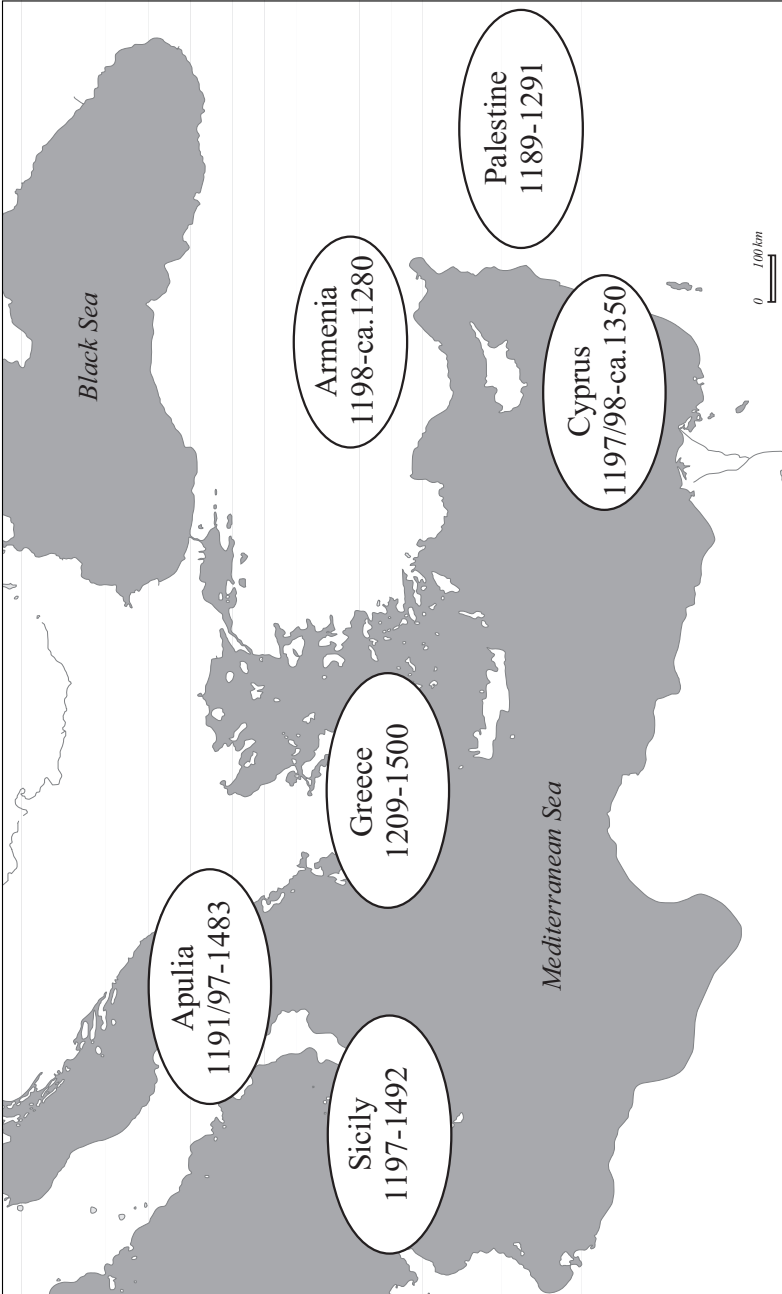 Black Sea
Apulia
1191/97-1483
Armenia
1198-ca.1280
Sicily
1197-1492
Greece
1209-1500
Palestine
1189-1291
Mediterranean Sea
Cyprus
1197/98-ca.1350
0 100 km